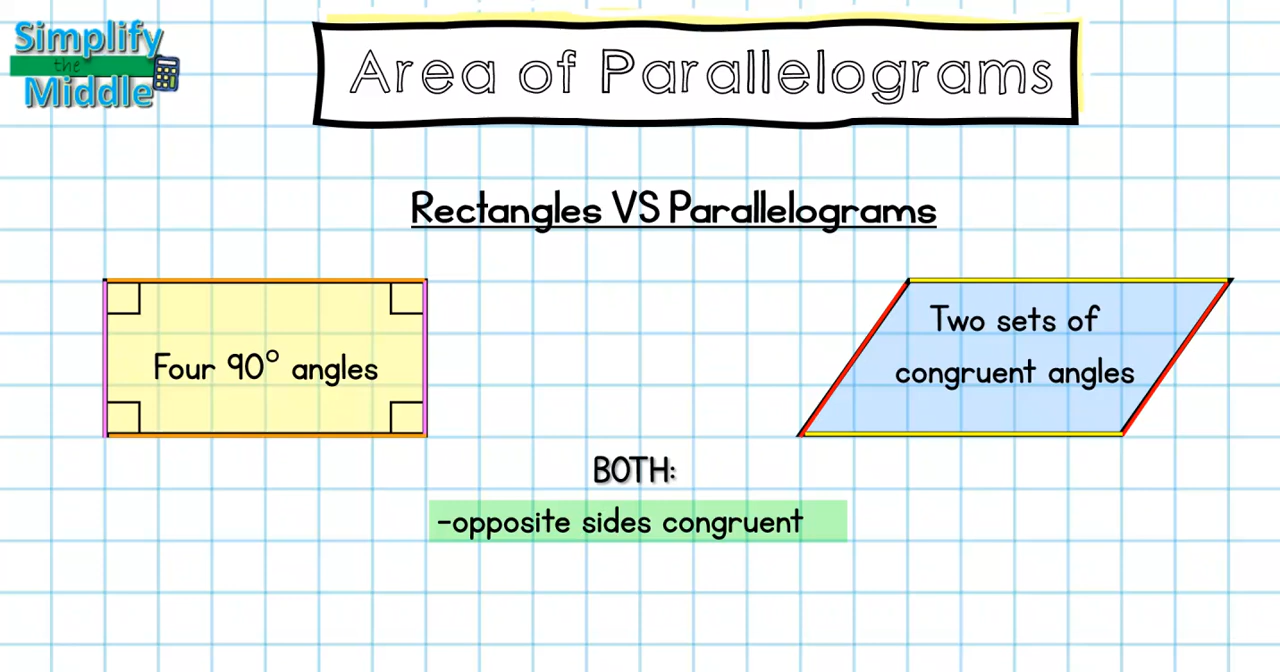 Simplify
the
Middle
Area of Parallelograms
Rectangles VS Parallelograms
Four 90° angles
Two sets of
congruent angles
BOTH:
-opposite sides congruent